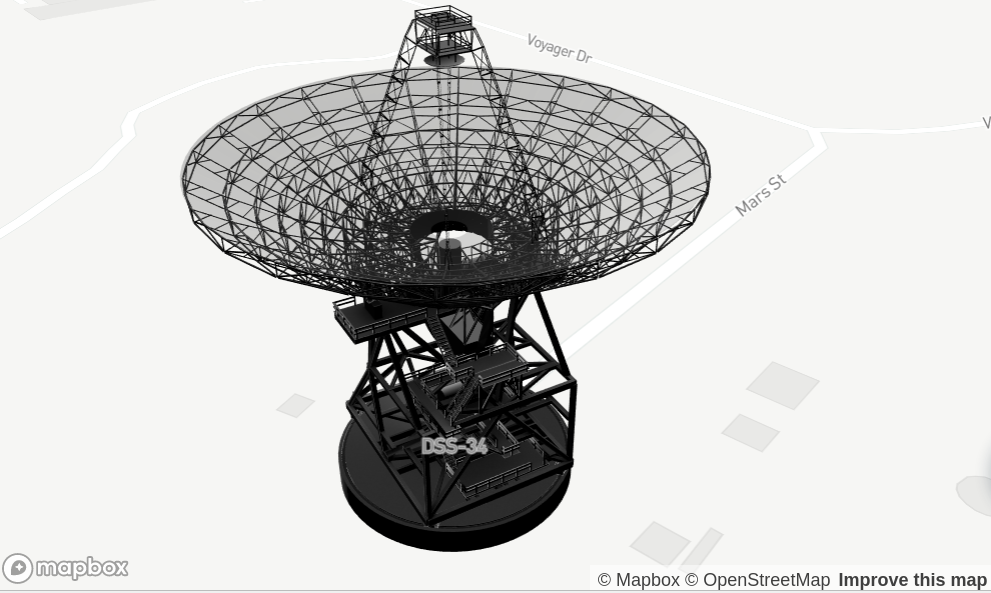 Voyager Dr
V
Mars St
DSS-34
mapbox
© Mapbox © OpenStreetMap Improve this map